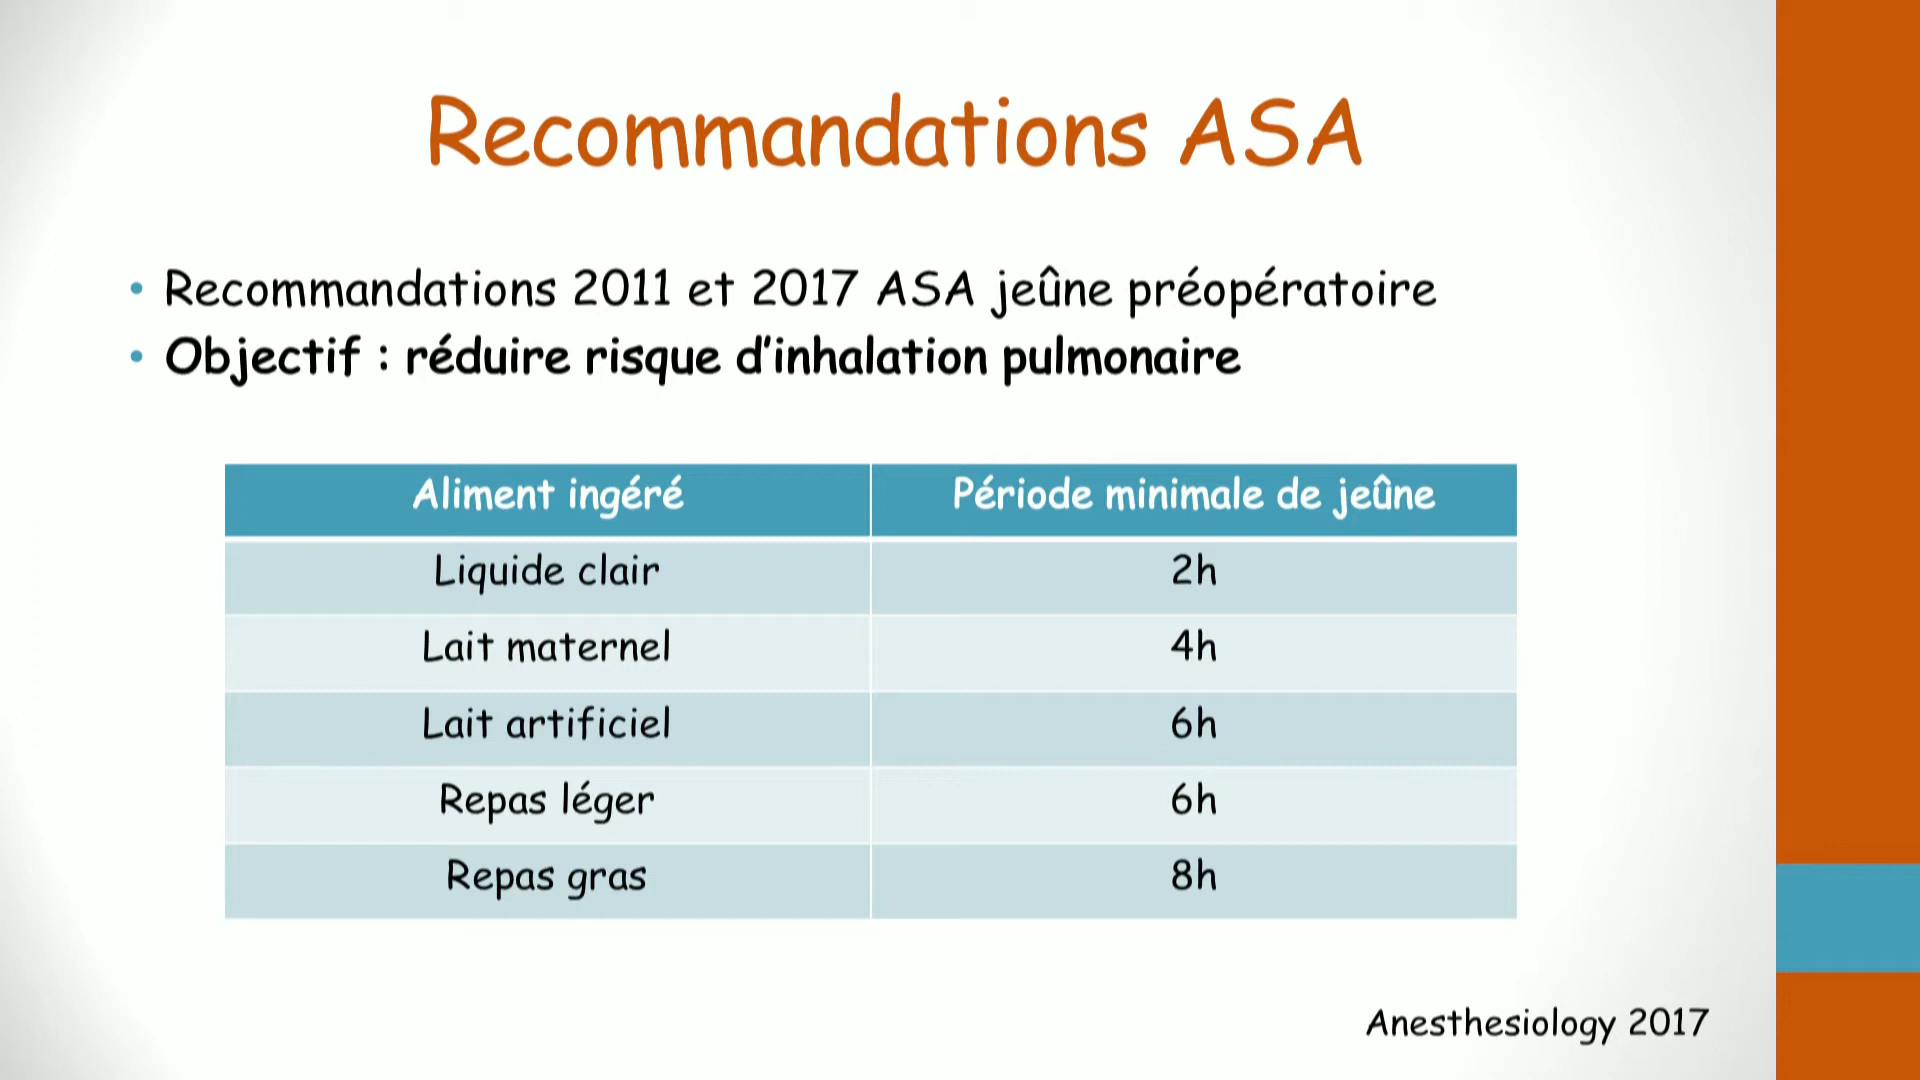 Recommandations ASA
• Recommandations 2011 et 2017 ASA jeûne préopératoire
• Objectif : réduire risque d’inhalation pulmonaire
Aliment ingéré Période minimale de jeûne
Liquide clair 2h
Lait maternel 4h
Lait artificiel 6h
Repas léger 6h
Repas gras 8h
Anesthesiology 2017